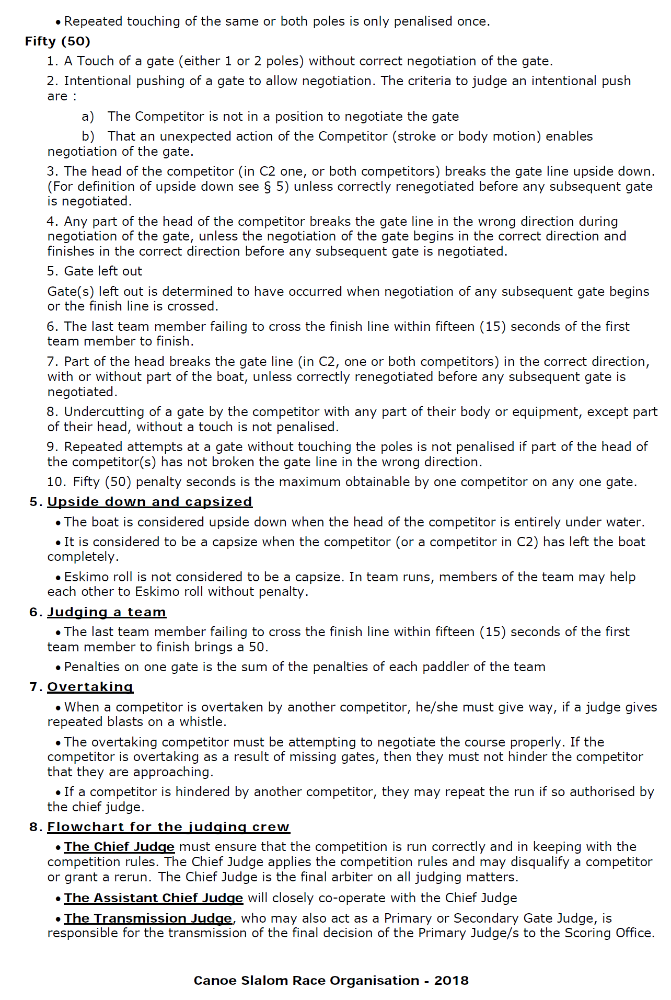 • Repeated touching of the same or both poles is only penalised once.
Fifty (50)
1. A Touch of a gate (either 1 or 2 poles) without correct negotiation of the gate.
2. Intentional pushing of a gate to allow negotiation. The criteria to judge an intentional push
are :
a) The Competitor is not in a position to negotiate the gate
b) That an unexpected action of the Competitor (stroke or body motion) enables
negotiation of the gate.
3. The head of the competitor (in C2 one, or both competitors) breaks the gate line upside down.
(For definition of upside down see § 5) unless correctly renegotiated before any subsequent gate
is negotiated.
4. Any part of the head of the competitor breaks the gate line in the wrong direction during
negotiation of the gate, unless the negotiation of the gate begins in the correct direction and
finishes in the correct direction before any subsequent gate is negotiated.
5. Gate left out
Gate(s) left out is determined to have occurred when negotiation of any subsequent gate begins
or the finish line is crossed.
6. The last team member failing to cross the finish line within fifteen (15) seconds of the first
team member to finish.
7. Part of the head breaks the gate line (in C2, one or both competitors) in the correct direction,
with or without part of the boat, unless correctly renegotiated before any subsequent gate is
negotiated.
8. Undercutting of a gate by the competitor with any part of their body or equipment, except part
of their head, without a touch is not penalised.
9. Repeated attempts at a gate without touching the poles is not penalised if part of the head of
the competitor(s) has not broken the gate line in the wrong direction.
10. Fifty (50) penalty seconds is the maximum obtainable by one competitor on any one gate.
5. Upside down and capsized
• The boat is considered upside down when the head of the competitor is entirely under water.
• It is considered to be a capsize when the competitor (or a competitor in C2) has left the boat
completely.
• Eskimo roll is not considered to be a capsize. In team runs, members of the team may help
each other to Eskimo roll without penalty.
6. Judging a team
• The last team member failing to cross the finish line within fifteen (15) seconds of the first
team member to finish brings a 50.
• Penalties on one gate is the sum of the penalties of each paddler of the team
7. Overtaking
• When a competitor is overtaken by another competitor, he/she must give way, if a judge gives
repeated blasts on a whistle.
• The overtaking competitor must be attempting to negotiate the course properly. If the
competitor is overtaking as a result of missing gates, then they must not hinder the competitor
that they are approaching.
• If a competitor is hindered by another competitor, they may repeat the run if so authorised by
the chief judge.
8. Flowchart for the judging crew
• The Chief Judge must ensure that the competition is run correctly and in keeping with the
competition rules. The Chief Judge applies the competition rules and may disqualify a competitor
or grant a rerun. The Chief Judge is the final arbiter on all judging matters.
• The Assistant Chief Judge will closely co-operate with the Chief Judge
• The Transmission Judge, who may also act as a Primary or Secondary Gate Judge, is
responsible for the transmission of the final decision of the Primary Judge/s to the Scoring Office.
Canoe Slalom Race Organisation - 2018